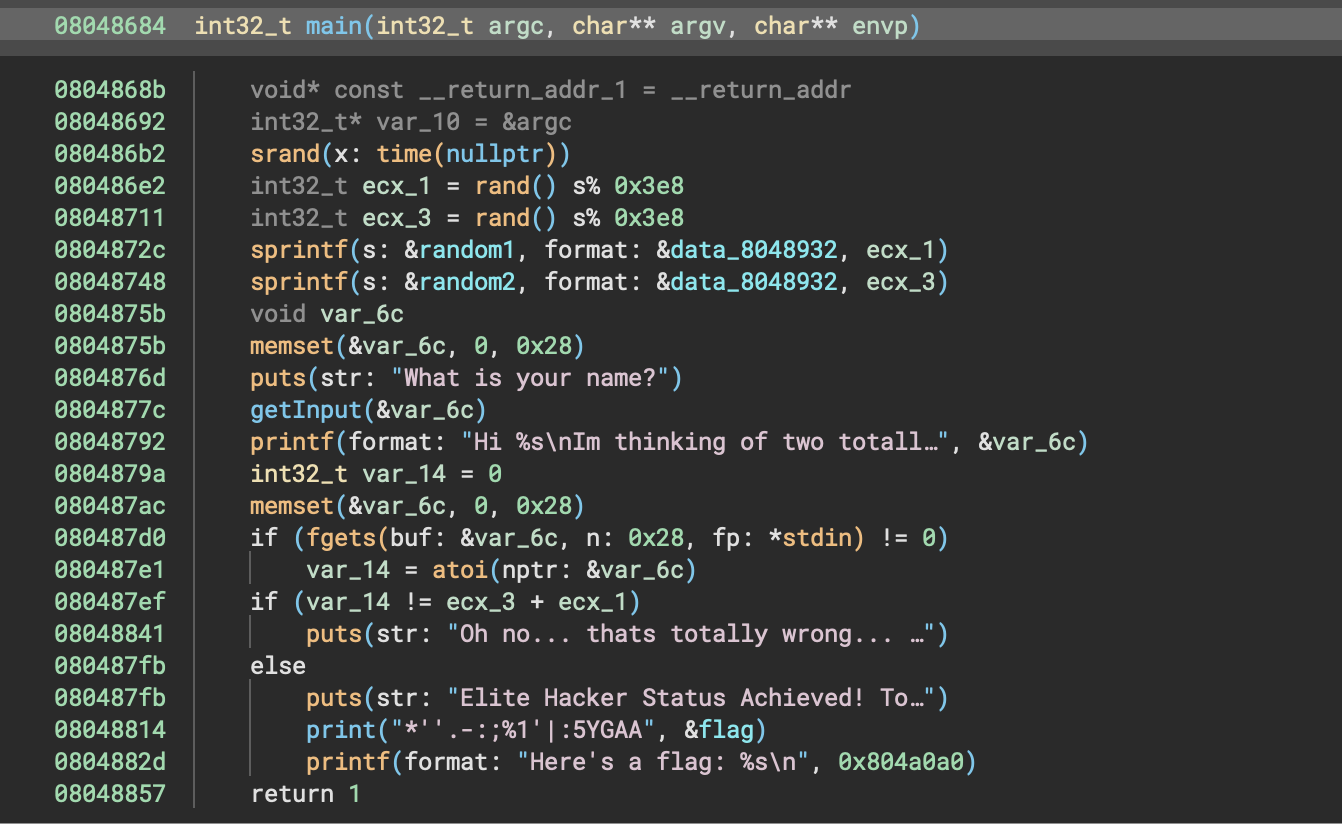 08048684 int32_t main(int32_t argc, char** argv, char** envp)
0804868b void* const __return_addr_1 = __return_addr
08048692 int32_t* var_10 = &argc
080486b2 srand(x: time(nullptr))
080486e2 int32_t ecx_1 = rand() s% 0x3e8
08048711 int32_t ecx_3 = rand() s% 0x3e8
0804872c sprintf(s: &random1, format: &data_8048932, ecx_1)
08048748 sprintf(s: &random2, format: &data_8048932, ecx_3)
0804875b void var_6c
0804875b memset(&var_6c, 0, 0x28)
0804876d puts(str: "What is your name?")
0804877c getInput(&var_6c)
08048792 printf(format: "Hi %s\nIm thinking of two totall…", &var_6c)
0804879a int32_t var_14 = 0
080487ac memset(&var_6c, 0, 0x28)
080487d0 if (fgets(buf: &var_6c, n: 0x28, fp: *stdin) != 0)
080487e1 var_14 = atoi(nptr: &var_6c)
080487ef if (var_14 != ecx_3 + ecx_1)
08048841 puts(str: "Oh no... thats totally wrong... …")
080487fb else
080487fb puts(str: "Elite Hacker Status Achieved! To…")
08048814 print("*''.-:;%1'|:5YGAA", &flag)
0804882d printf(format: "Here's a flag: %s\n", 0x804a0a0)
08048857 return 1